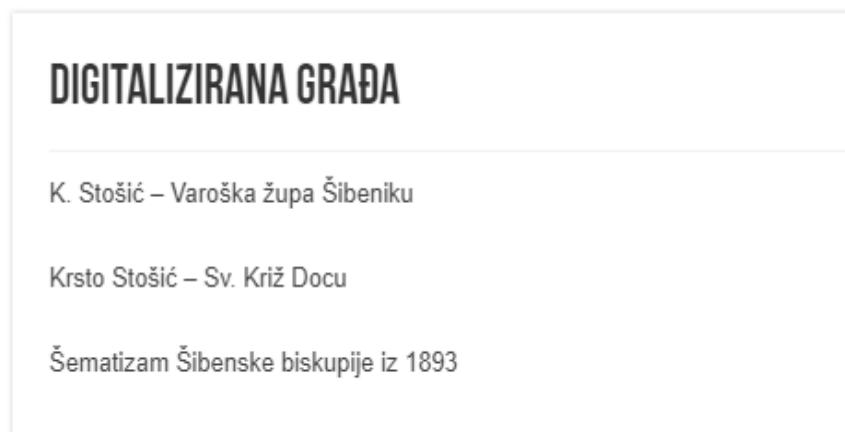 DIGITALIZIRANA GRAĐA
K. Stošić – Varoška župa Šibeniku
Krsto Stošić – Sv. Križ Docu
Šematizam Šibenske biskupije iz 1893